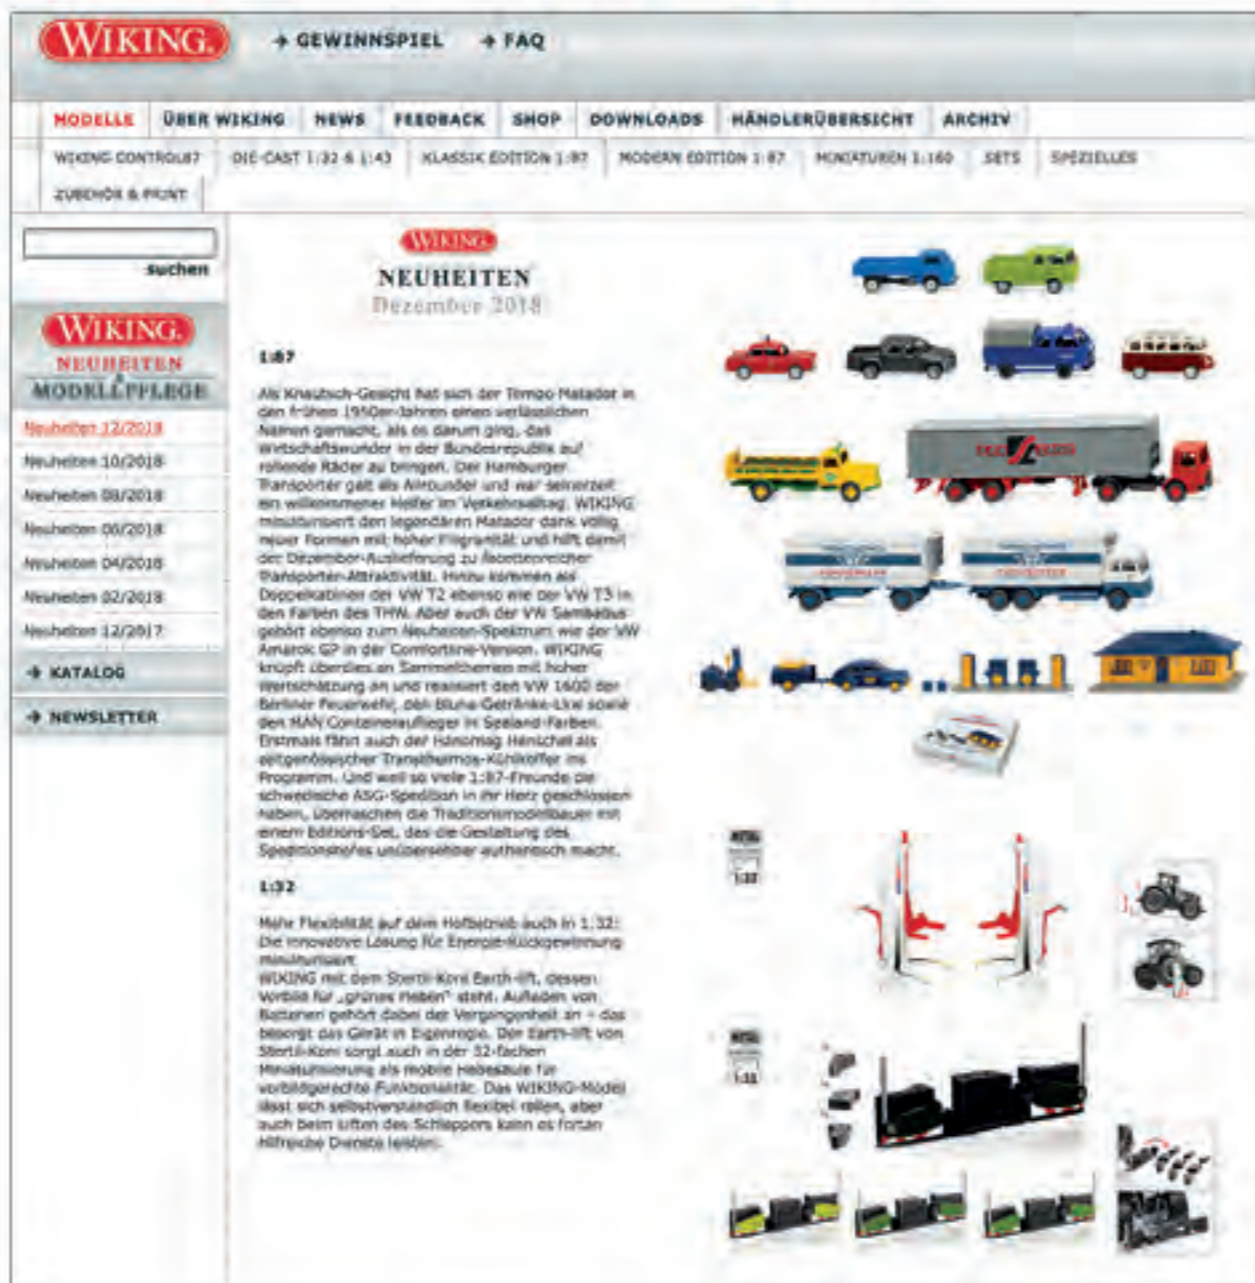 WIKING.
→ GEWINNSPIEL → FAQ
MODELLE ÜBER WIKING NEWS FEEDBACK SHOP DOWNLOADS HÄNDLERÜBERSICHT ARCHIV
WIKING CONTROL87 DIE-CAST 1:32 & 1:43 KLASSIK EDITION 1:87 MODERN EDITION 1:87 MINIATUREN 1:160 SETS SPEZIELLES
ZUBEHÖR & PRINT
suchen
WIKING.
NEUHEITEN
&
MODELLPFLEGE
Neuheiten 12/2018
Neuheiten 10/2018
Neuheiten 08/2018
Neuheiten 06/2018
Neuheiten 04/2018
Neuheiten 02/2018
Neuheiten 12/2017
→ KATALOG
→ NEWSLETTER
WIKING
NEUHEITEN
Dezember 2018
1:87
Als Knautsch-Gesicht hat sich der Tempo Matador in
den frühen 1950er-Jahren einen verlässlichen
Namen gemacht, als es darum ging, das
Wirtschaftswunder in der Bundesrepublik auf
rollende Räder zu bringen. Der Hamburger
Transporter galt als Allrounder und war seinerzeit
ein willkommener Helfer im Verkehrsalltag. WIKING
miniaturisiert den legendären Matador dank völlig
neuer Formen mit hoher Filigranität und hilft damit
der Dezember-Auslieferung zu facettenreicher
Transporter-Attraktivität. Hinzu kommen als
Doppelkabiner der VW T2 ebenso wie der VW T3 in
den Farben des THW. Aber auch der VW Sambabus
gehört ebenso zum Neuheiten-Spektrum wie der VW
Amarok GP in der Comfortline-Version. WIKING
knüpft überdies an Sammelthemen mit hoher
Wertschätzung an und realisiert den VW 1600 der
Berliner Feuerwehr, den Bluna-Getränke-Lkw sowie
den MAN Containerauflieger in Sealand-Farben.
Erstmals fährt auch der Hanomag Henschel als
zeitgenössischer Transthermos-Kühlkoffer ins
Programm. Und weil so viele 1:87-Freunde die
schwedische ASG-Spedition in ihr Herz geschlossen
haben, überraschen die Traditionsmodellbauer mit
einem Editions-Set, das die Gestaltung des
Speditionshofes unübersehbar authentisch macht.
1:32
Mehr Flexibilität auf dem Hofbetrieb auch in 1:32:
Die innovative Lösung für Energie-Rückgewinnung
miniaturisiert
WIKING mit dem Stertil-Koni Earth-lift, dessen
Vorbild für „grünes Heben“ steht. Aufladen von
Batterien gehört dabei der Vergangenheit an – das
besorgt das Gerät in Eigenregie. Der Earth-lift von
Stertil-Koni sorgt auch in der 32-fachen
Miniaturisierung als mobile Hebesäule für
vorbildgerechte Funktionalität. Das WIKING-Modell
lässt sich selbstverständlich flexibel rollen, aber
auch beim Liften des Schleppers kann es fortan
hilfreiche Dienste leisten.
1:32
1:32